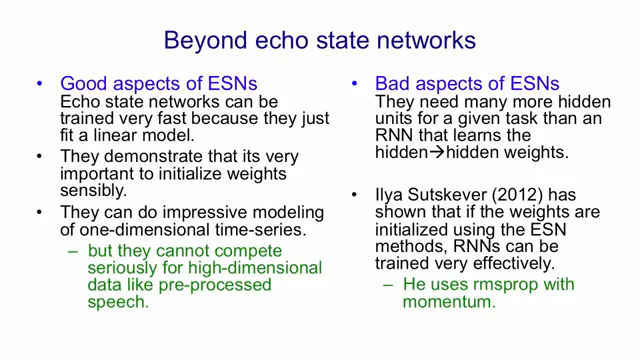 Beyond echo state networks
• Good aspects of ESNs
Echo state networks can be
trained very fast because they just
fit a linear model.
• They demonstrate that its very
important to initialize weights
sensibly.
• They can do impressive modeling
of one-dimensional time-series.
– but they cannot compete
seriously for high-dimensional
data like pre-processed
speech.
• Bad aspects of ESNs
They need many more hidden
units for a given task than an
RNN that learns the
hidden→hidden weights.
• Ilya Sutskever (2012) has
shown that if the weights are
initialized using the ESN
methods, RNNs can be
trained very effectively.
– He uses rmsprop with
momentum.